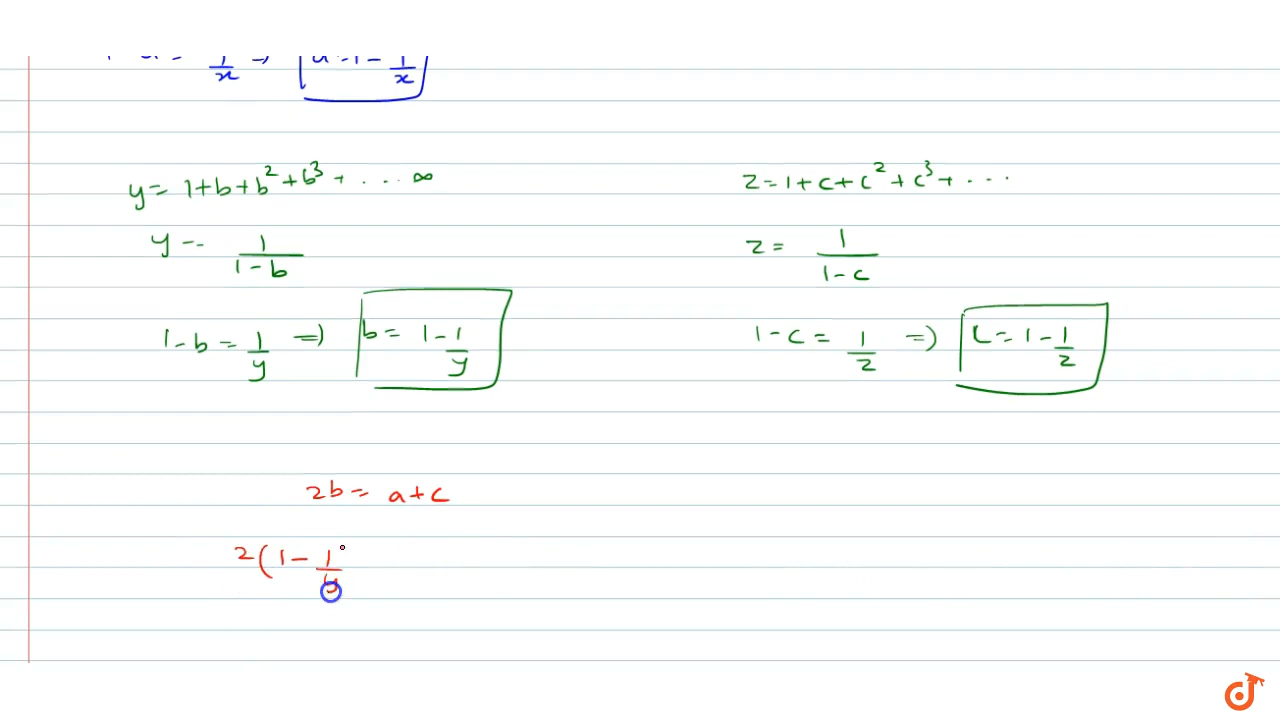 1/x ⇒ a = 1 - 1/x
y = 1+b+b²+b³+ .... ∞
z = 1+c+c²+c³+ ...
y = 1/(1-b)
z = 1/(1-c)
1-b = 1/y ⇒ b = 1 - 1/y
1-c = 1/z ⇒ c = 1 - 1/z
2b = a+c
2(1 - 1/y